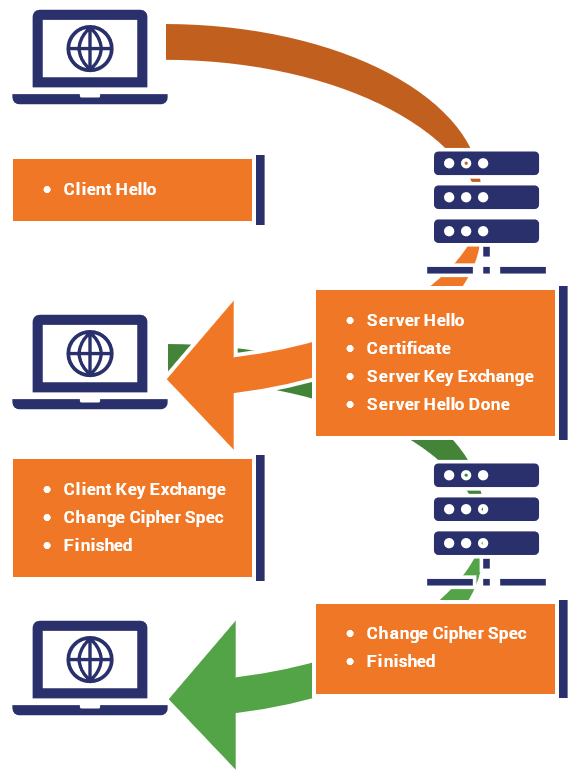 • Client Hello
• Server Hello
• Certificate
• Server Key Exchange
• Server Hello Done
• Client Key Exchange
• Change Cipher Spec
• Finished
• Change Cipher Spec
• Finished